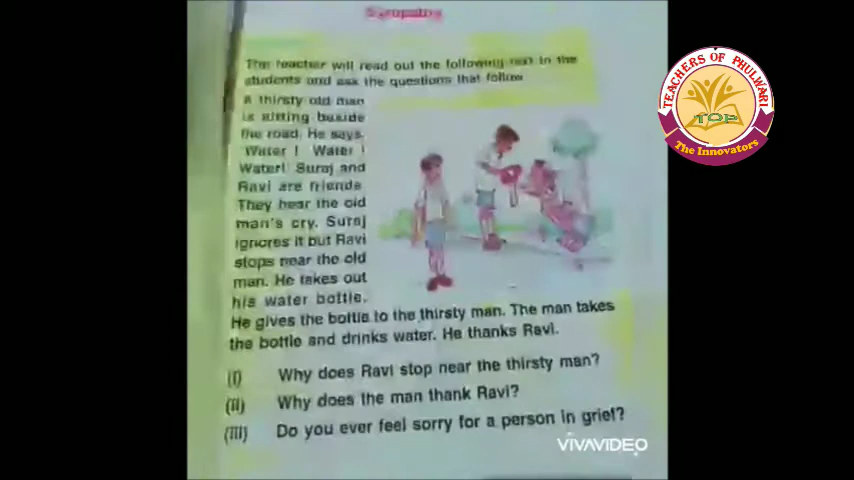 Sympathy
The teacher will read out the following text to the
students and ask the questions that follow
A thirsty old man
is sitting beside
the road. He says,
'Water ! Water !
Water! Suraj and
Ravi are friends.
They hear the old
man's cry. Suraj
ignores it but Ravi
stops near the old
man. He takes out
his water bottle.
He gives the bottle to the thirsty man. The man takes
the bottle and drinks water. He thanks Ravi.
(i) Why does Ravi stop near the thirsty man?
(ii) Why does the man thank Ravi?
(iii) Do you ever feel sorry for a person in grief?
TEACHERS OF PHULWARI
TOP
The Innovators
VIVAVIDEO